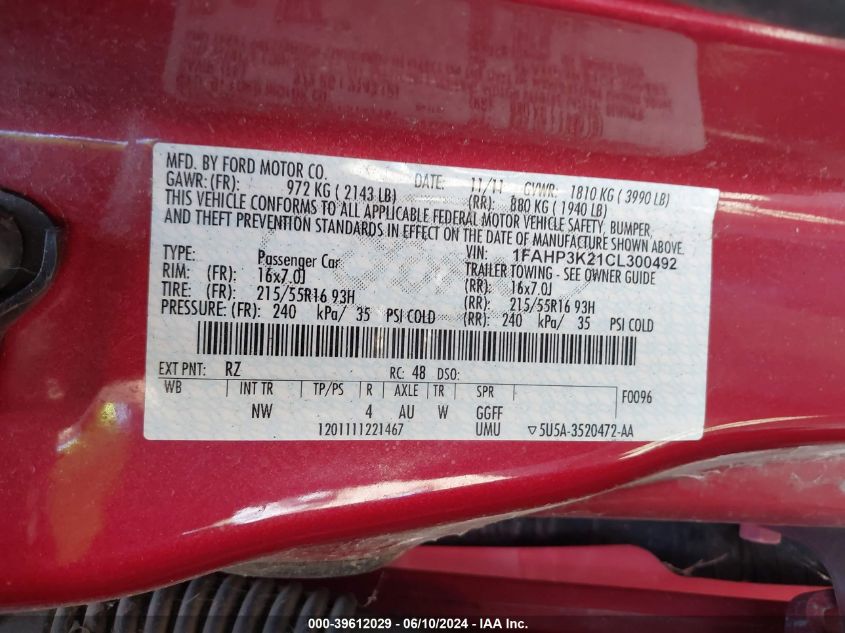 MFD. BY FORD MOTOR CO.
DATE: 11/11 GVWR: 1810 KG ( 3990 LB)
GAWR:(FR): 972 KG ( 2143 LB) (RR): 880 KG ( 1940 LB)
THIS VEHICLE CONFORMS TO ALL APPLICABLE FEDERAL MOTOR VEHICLE SAFETY, BUMPER,
AND THEFT PREVENTION STANDARDS IN EFFECT ON THE DATE OF MANUFACTURE SHOWN ABOVE.
VIN: 1FAHP3K21CL300492
TYPE: Passenger Car TRAILER TOWING - SEE OWNER GUIDE
RIM: (FR): 16x7.0J (RR): 16x7.0J
TIRE: (FR): 215/55R16 93H (RR): 215/55R16 93H
PRESSURE: (FR): 240 kPa/ 35 PSI COLD (RR): 240 kPa/ 35 PSI COLD
EXT PNT: RZ RC: 48 DSO:
WB INT TR TP/PS R AXLE TR SPR F0096
NW 4 AU W GGFF
1201111221467 UMU ▽5U5A-3520472-AA
000-39612029 - 06/10/2024 - IAA Inc.